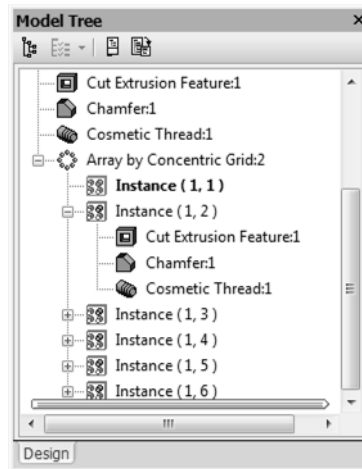 Model Tree
Cut Extrusion Feature:1
Chamfer:1
Cosmetic Thread:1
Array by Concentric Grid:2
Instance ( 1, 1 )
Instance ( 1, 2 )
Cut Extrusion Feature:1
Chamfer:1
Cosmetic Thread:1
Instance ( 1, 3 )
Instance ( 1, 4 )
Instance ( 1, 5 )
Instance ( 1, 6 )
Design